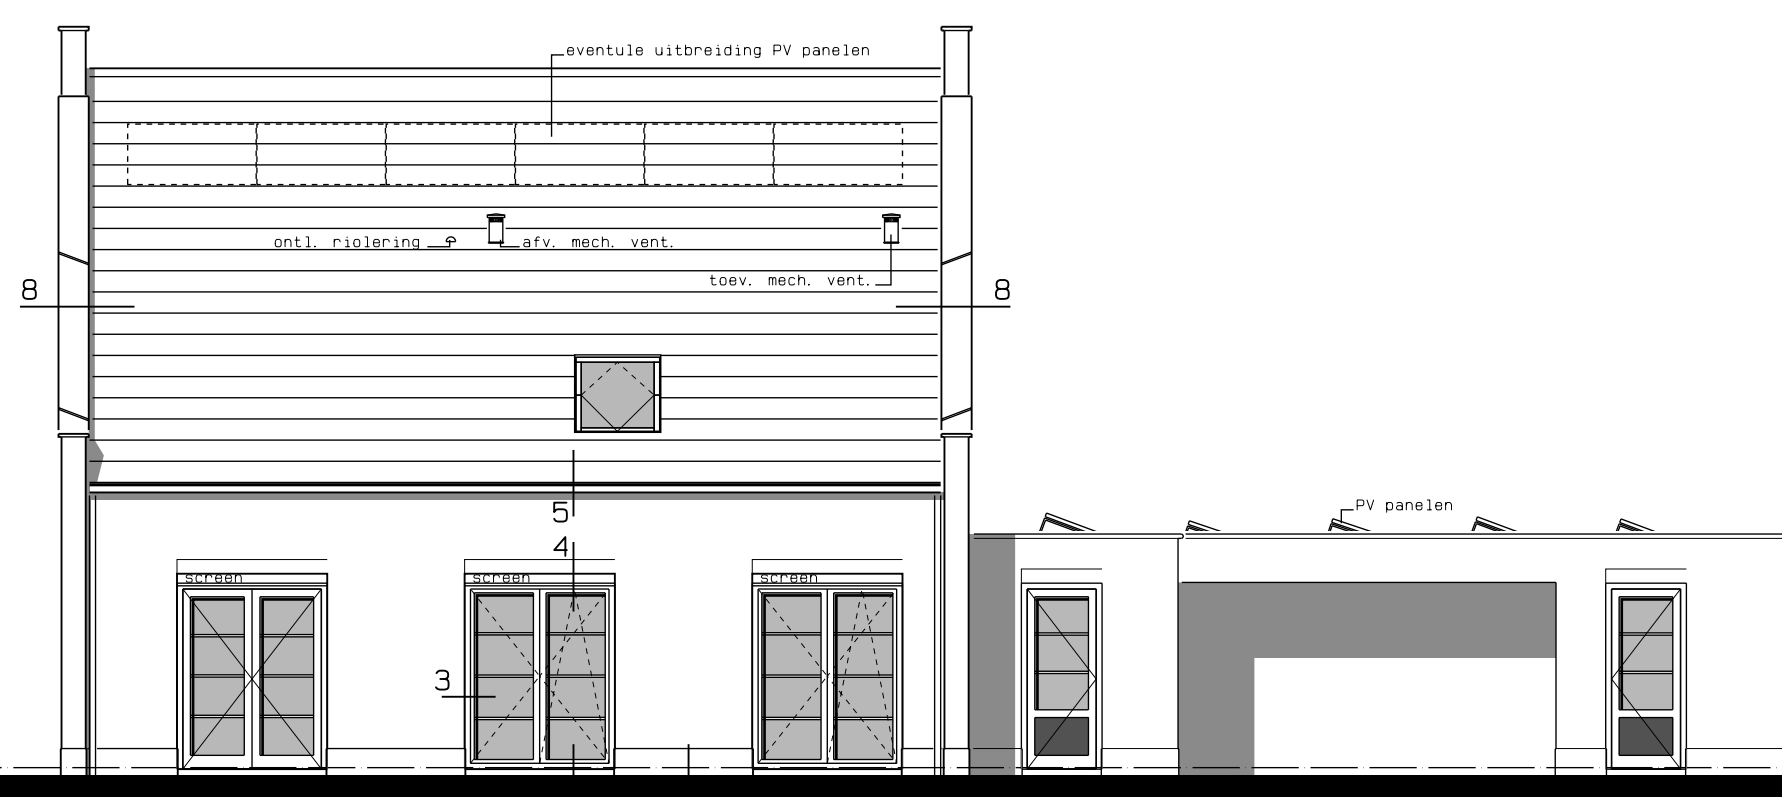 eventule uitbreiding PV panelen
ontl. riolering
afv. mech. vent.
toev. mech. vent.
8
8
5
PV panelen
4
screen
screen
screen
3